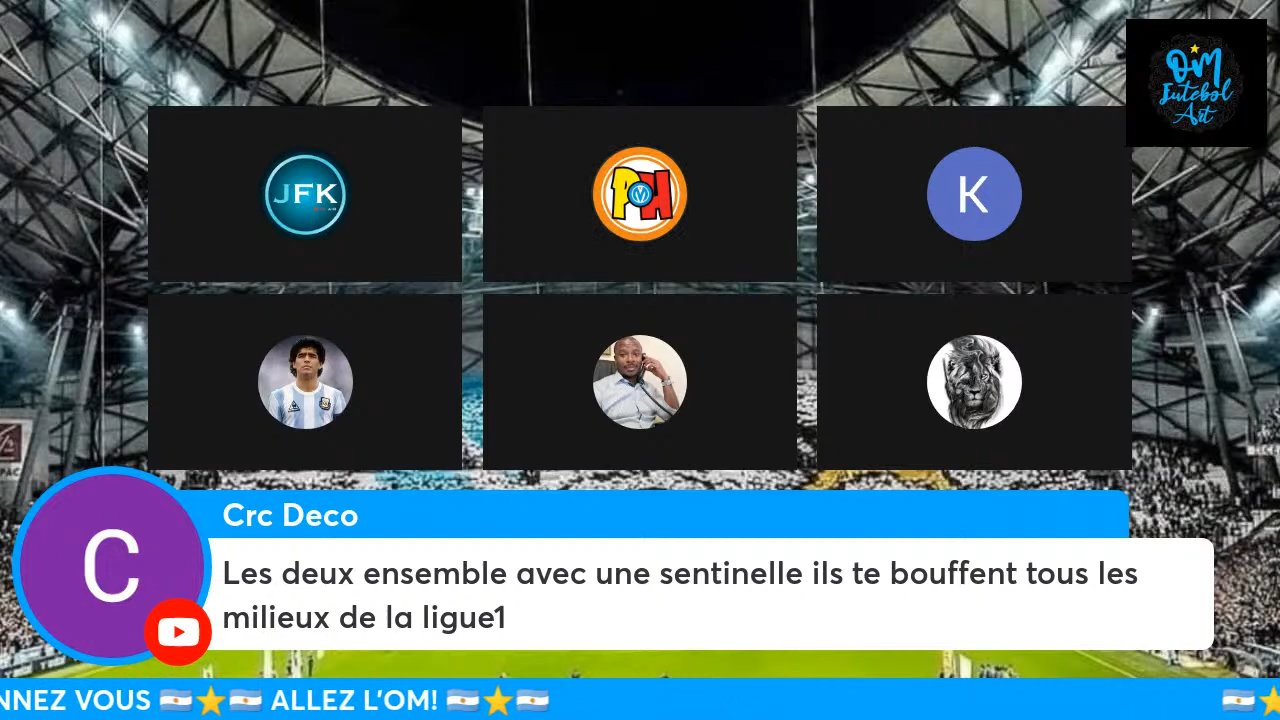 OM
Futebol
Art
JFK
PH
K
C
Crc Deco
Les deux ensemble avec une sentinelle ils te bouffent tous les
milieux de la ligue1
NNEZ VOUS 🇦🇷⭐🇦🇷 ALLEZ L'OM! 🇦🇷⭐🇦🇷 🇦🇷⭐